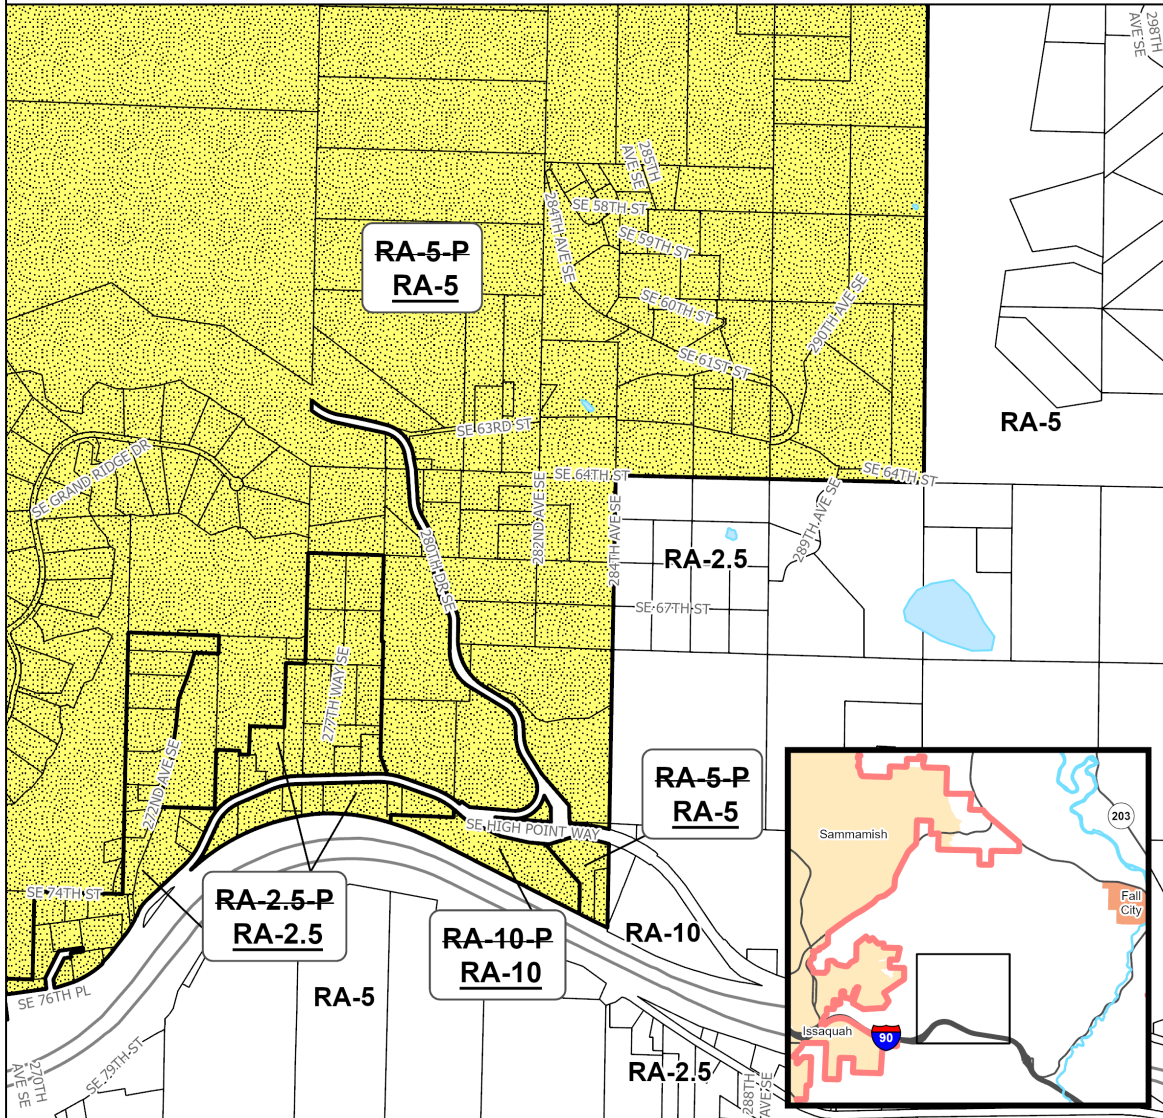 298TH
AVE SE
285TH
AVE SE
SE 58TH ST
284TH AVE SE
SE 59TH ST
RA-5-P
RA-5
SE 60TH ST
290TH AVE SE
SE 61ST ST
RA-5
SE 63RD ST
SE GRAND RIDGE DR
SE 64TH ST
SE 64TH ST
282ND AVE SE
284TH AVE SE
289TH AVE SE
280TH DR SE
RA-2.5
SE 67TH ST
277TH WAY SE
272ND AVE SE
RA-5-P
RA-5
SE HIGH POINT WAY
203
Sammamish
SE 74TH ST
RA-2.5-P
RA-2.5
Fall
City
RA-10-P
RA-10
RA-10
SE 76TH PL
RA-5
Issaquah
90
SE 79TH ST
RA-2.5
270TH
AVE SE
288TH
AVE SE